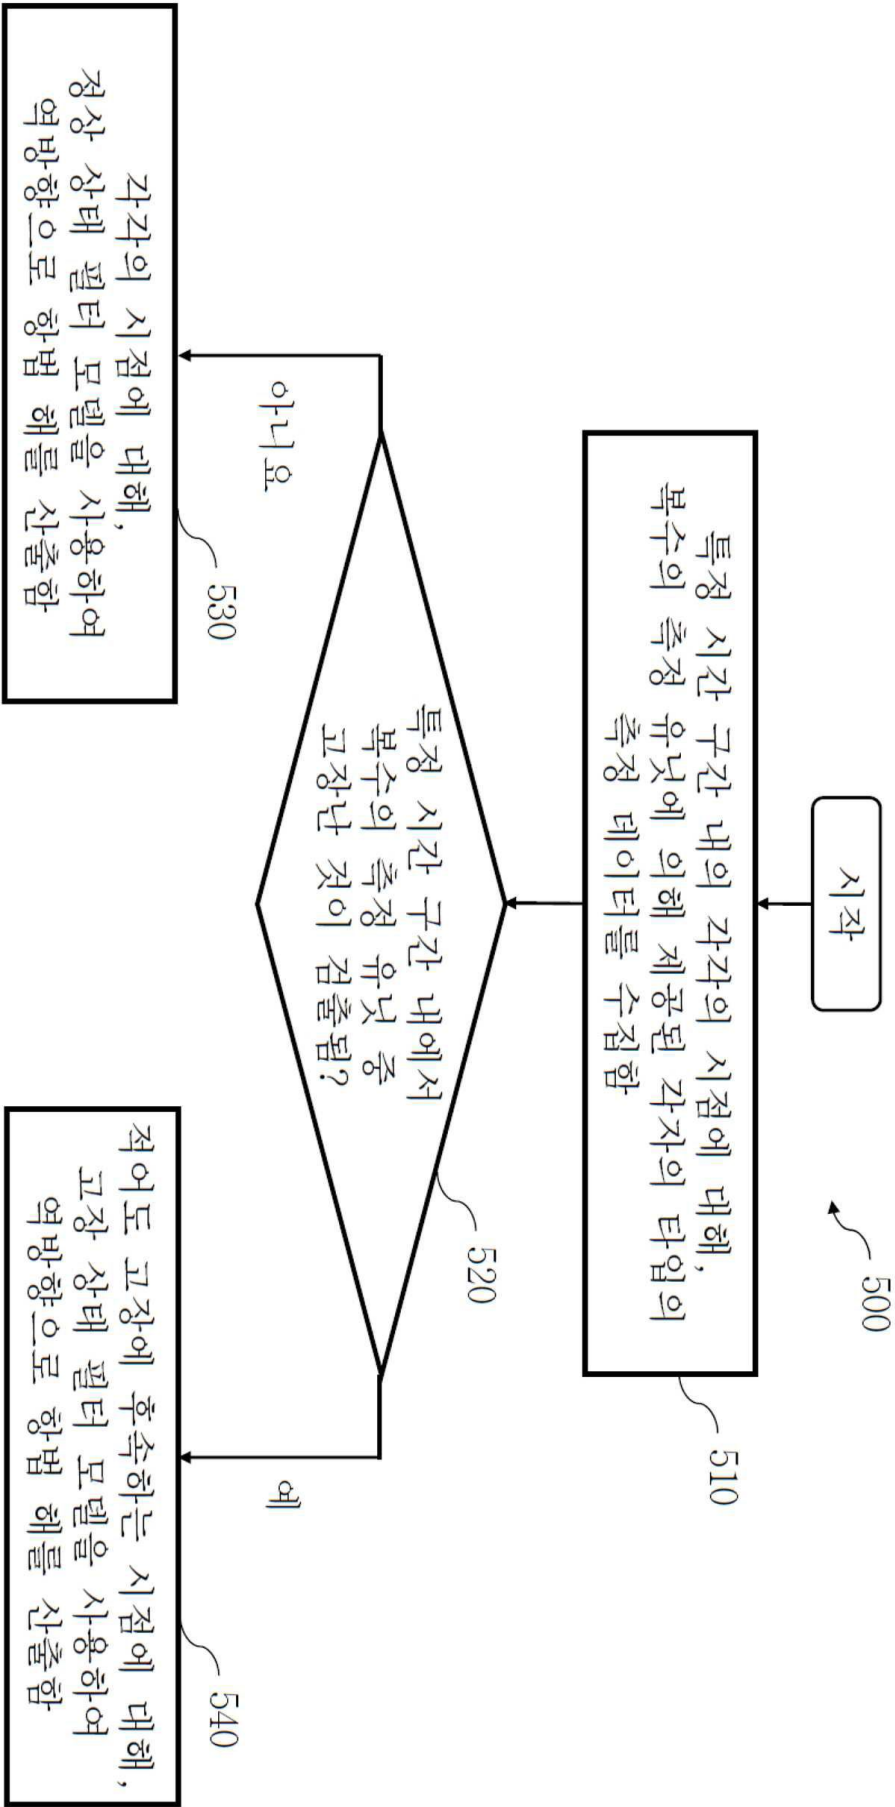 500
시작
특정 시간 구간 내의 각각의 시점에 대해,
복수의 측정 유닛에 의해 제공된 각자의 타입의
측정 데이터를 수집함
510
특정 시간 구간 내에서
복수의 측정 유닛 중
고장난 것이 검출됨?
520
아니요
예
각각의 시점에 대해,
정상 상태 필터 모델을 사용하여
역방향으로 항법 해를 산출함
530
적어도 고장에 후속하는 시점에 대해,
고장 상태 필터 모델을 사용하여
역방향으로 항법 해를 산출함
540